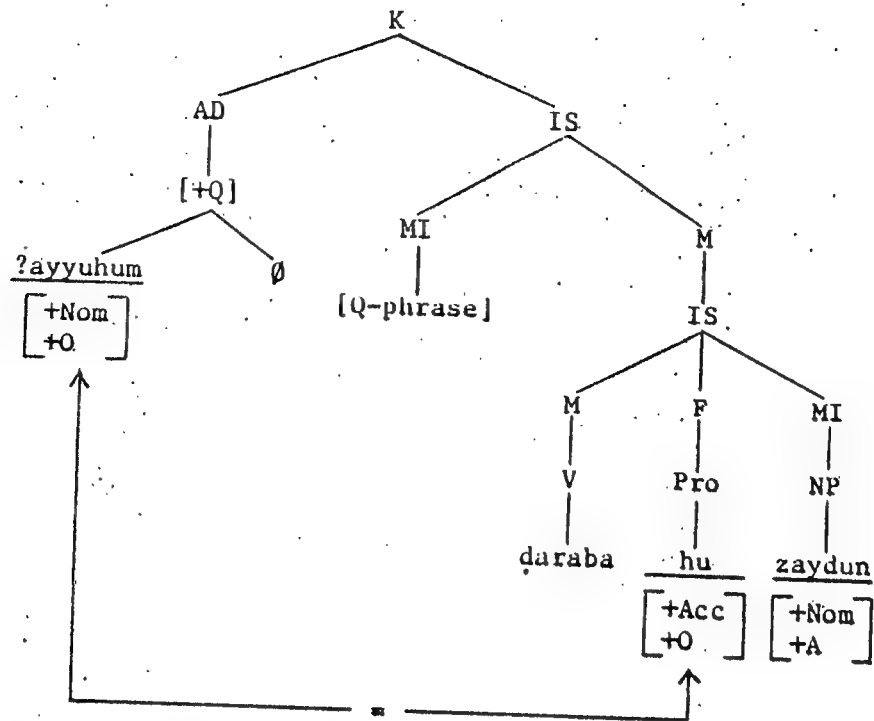 K
AD IS
[+Q] MI M
?ayyuhum Ø [Q-phrase] IS
[+Nom +O] M F MI
V Pro NP
ḍaraba hu zaydun
[+Acc +O] [+Nom +A]
=